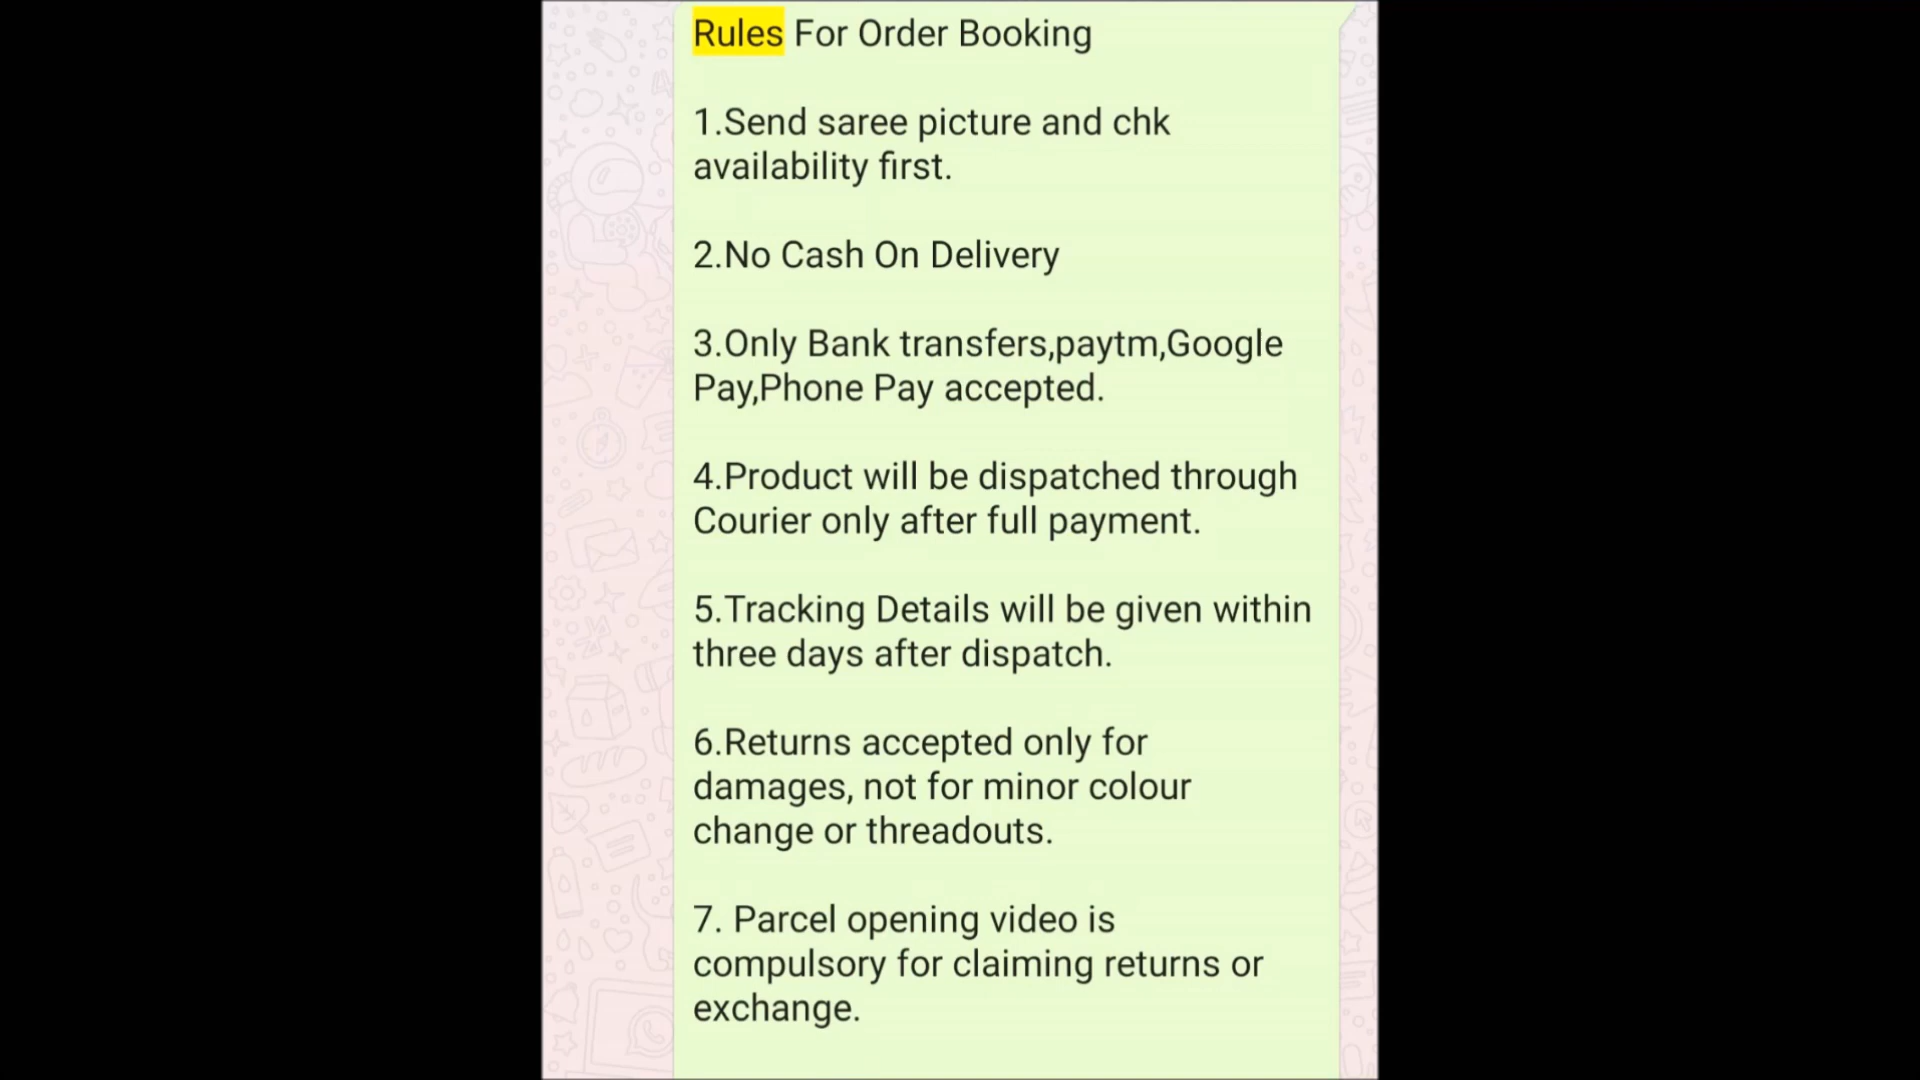 Rules For Order Booking
1.Send saree picture and chk
availability first.
2.No Cash On Delivery
3.Only Bank transfers,paytm,Google
Pay,Phone Pay accepted.
4.Product will be dispatched through
Courier only after full payment.
5.Tracking Details will be given within
three days after dispatch.
6.Returns accepted only for
damages, not for minor colour
change or threadouts.
7. Parcel opening video is
compulsory for claiming returns or
exchange.